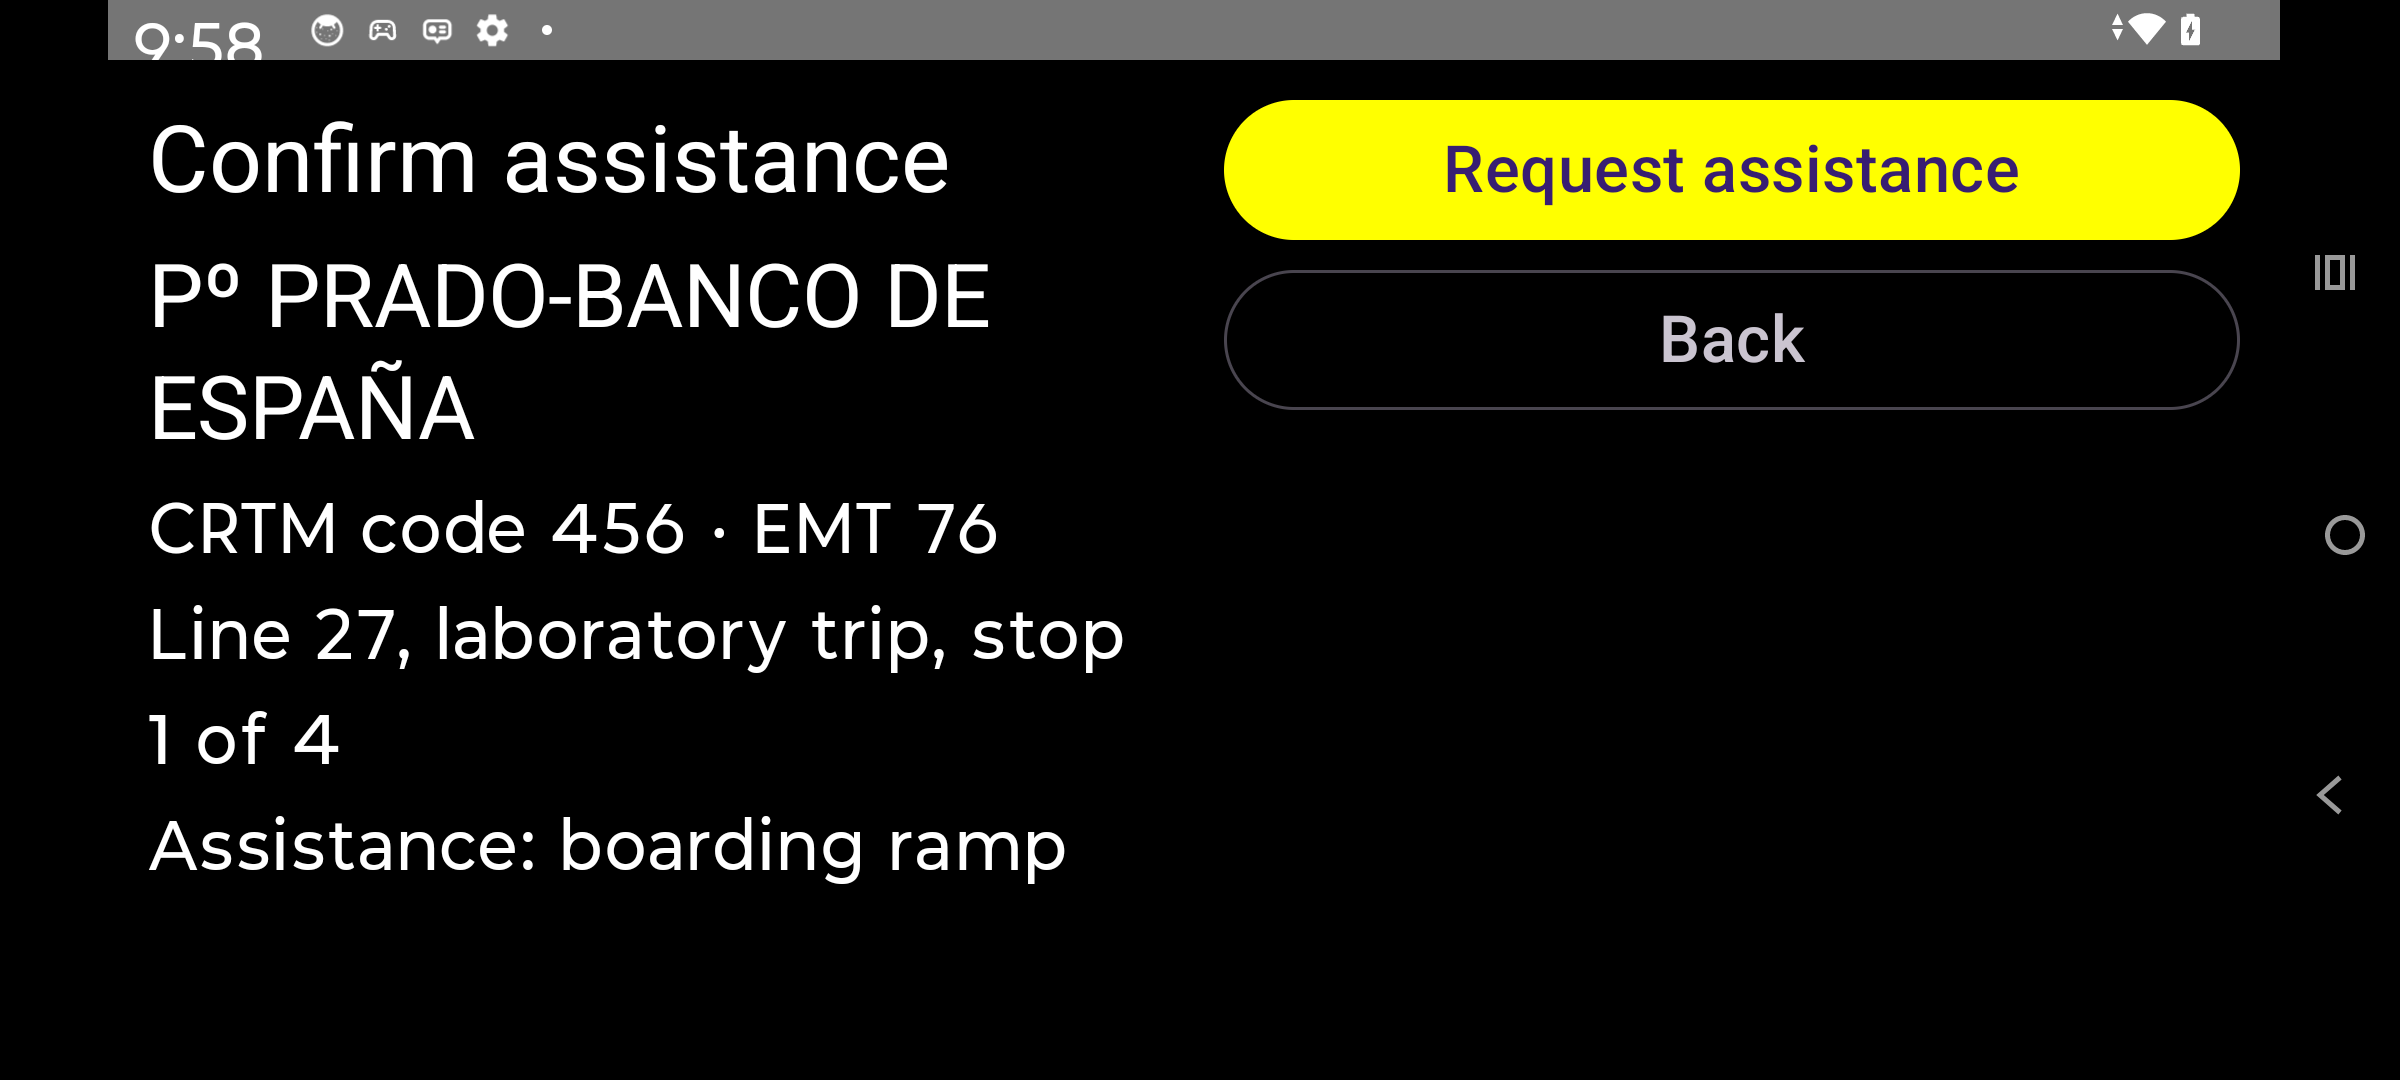 9:58
Confirm assistance
Pº PRADO-BANCO DE
ESPAÑA
CRTM code 456 · EMT 76
Line 27, laboratory trip, stop
1 of 4
Assistance: boarding ramp
Request assistance
Back